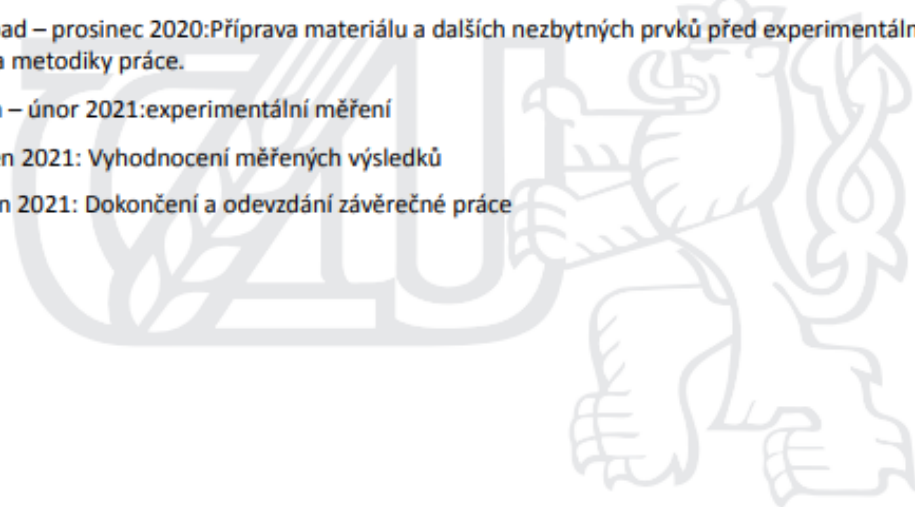 ad – prosinec 2020:Příprava materiálu a dalších nezbytných prvků před experimentáln
a metodiky práce.
– únor 2021:experimentální měření
en 2021: Vyhodnocení měřených výsledků
n 2021: Dokončení a odevzdání závěrečné práce